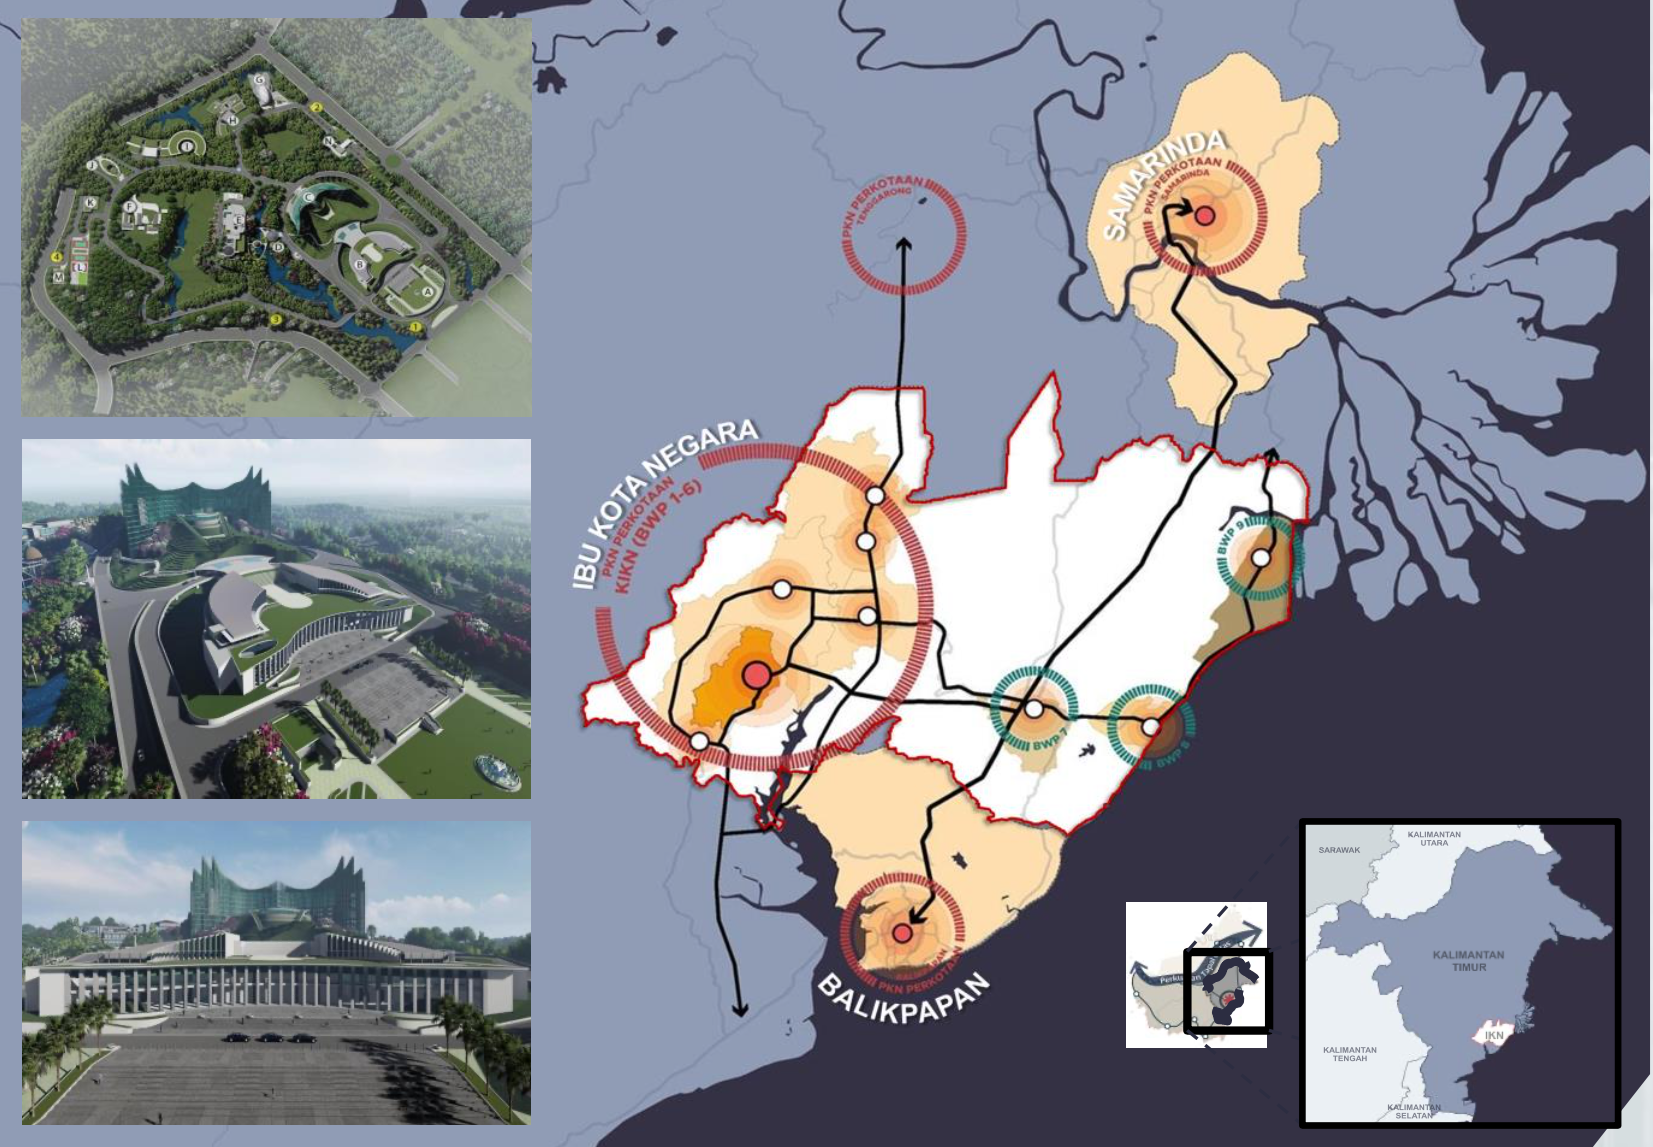 G
2
H
N
I
J
K
F
C
E
D
B
4
L
M
A
3
1
SAMARINDA
PKN PERKOTAAN
SAMARINDA
PKN PERKOTAAN
TENGGARONG
IBU KOTA NEGARA
PKN PERKOTAAN
KIKN (BWP 1-6)
BWP 9
BWP 7
BWP 8
PKN PERKOTAAN
BALIKPAPAN
SARAWAK
KALIMANTAN
UTARA
KALIMANTAN
TIMUR
IKN
KALIMANTAN
TENGAH
KALIMANTAN
SELATAN